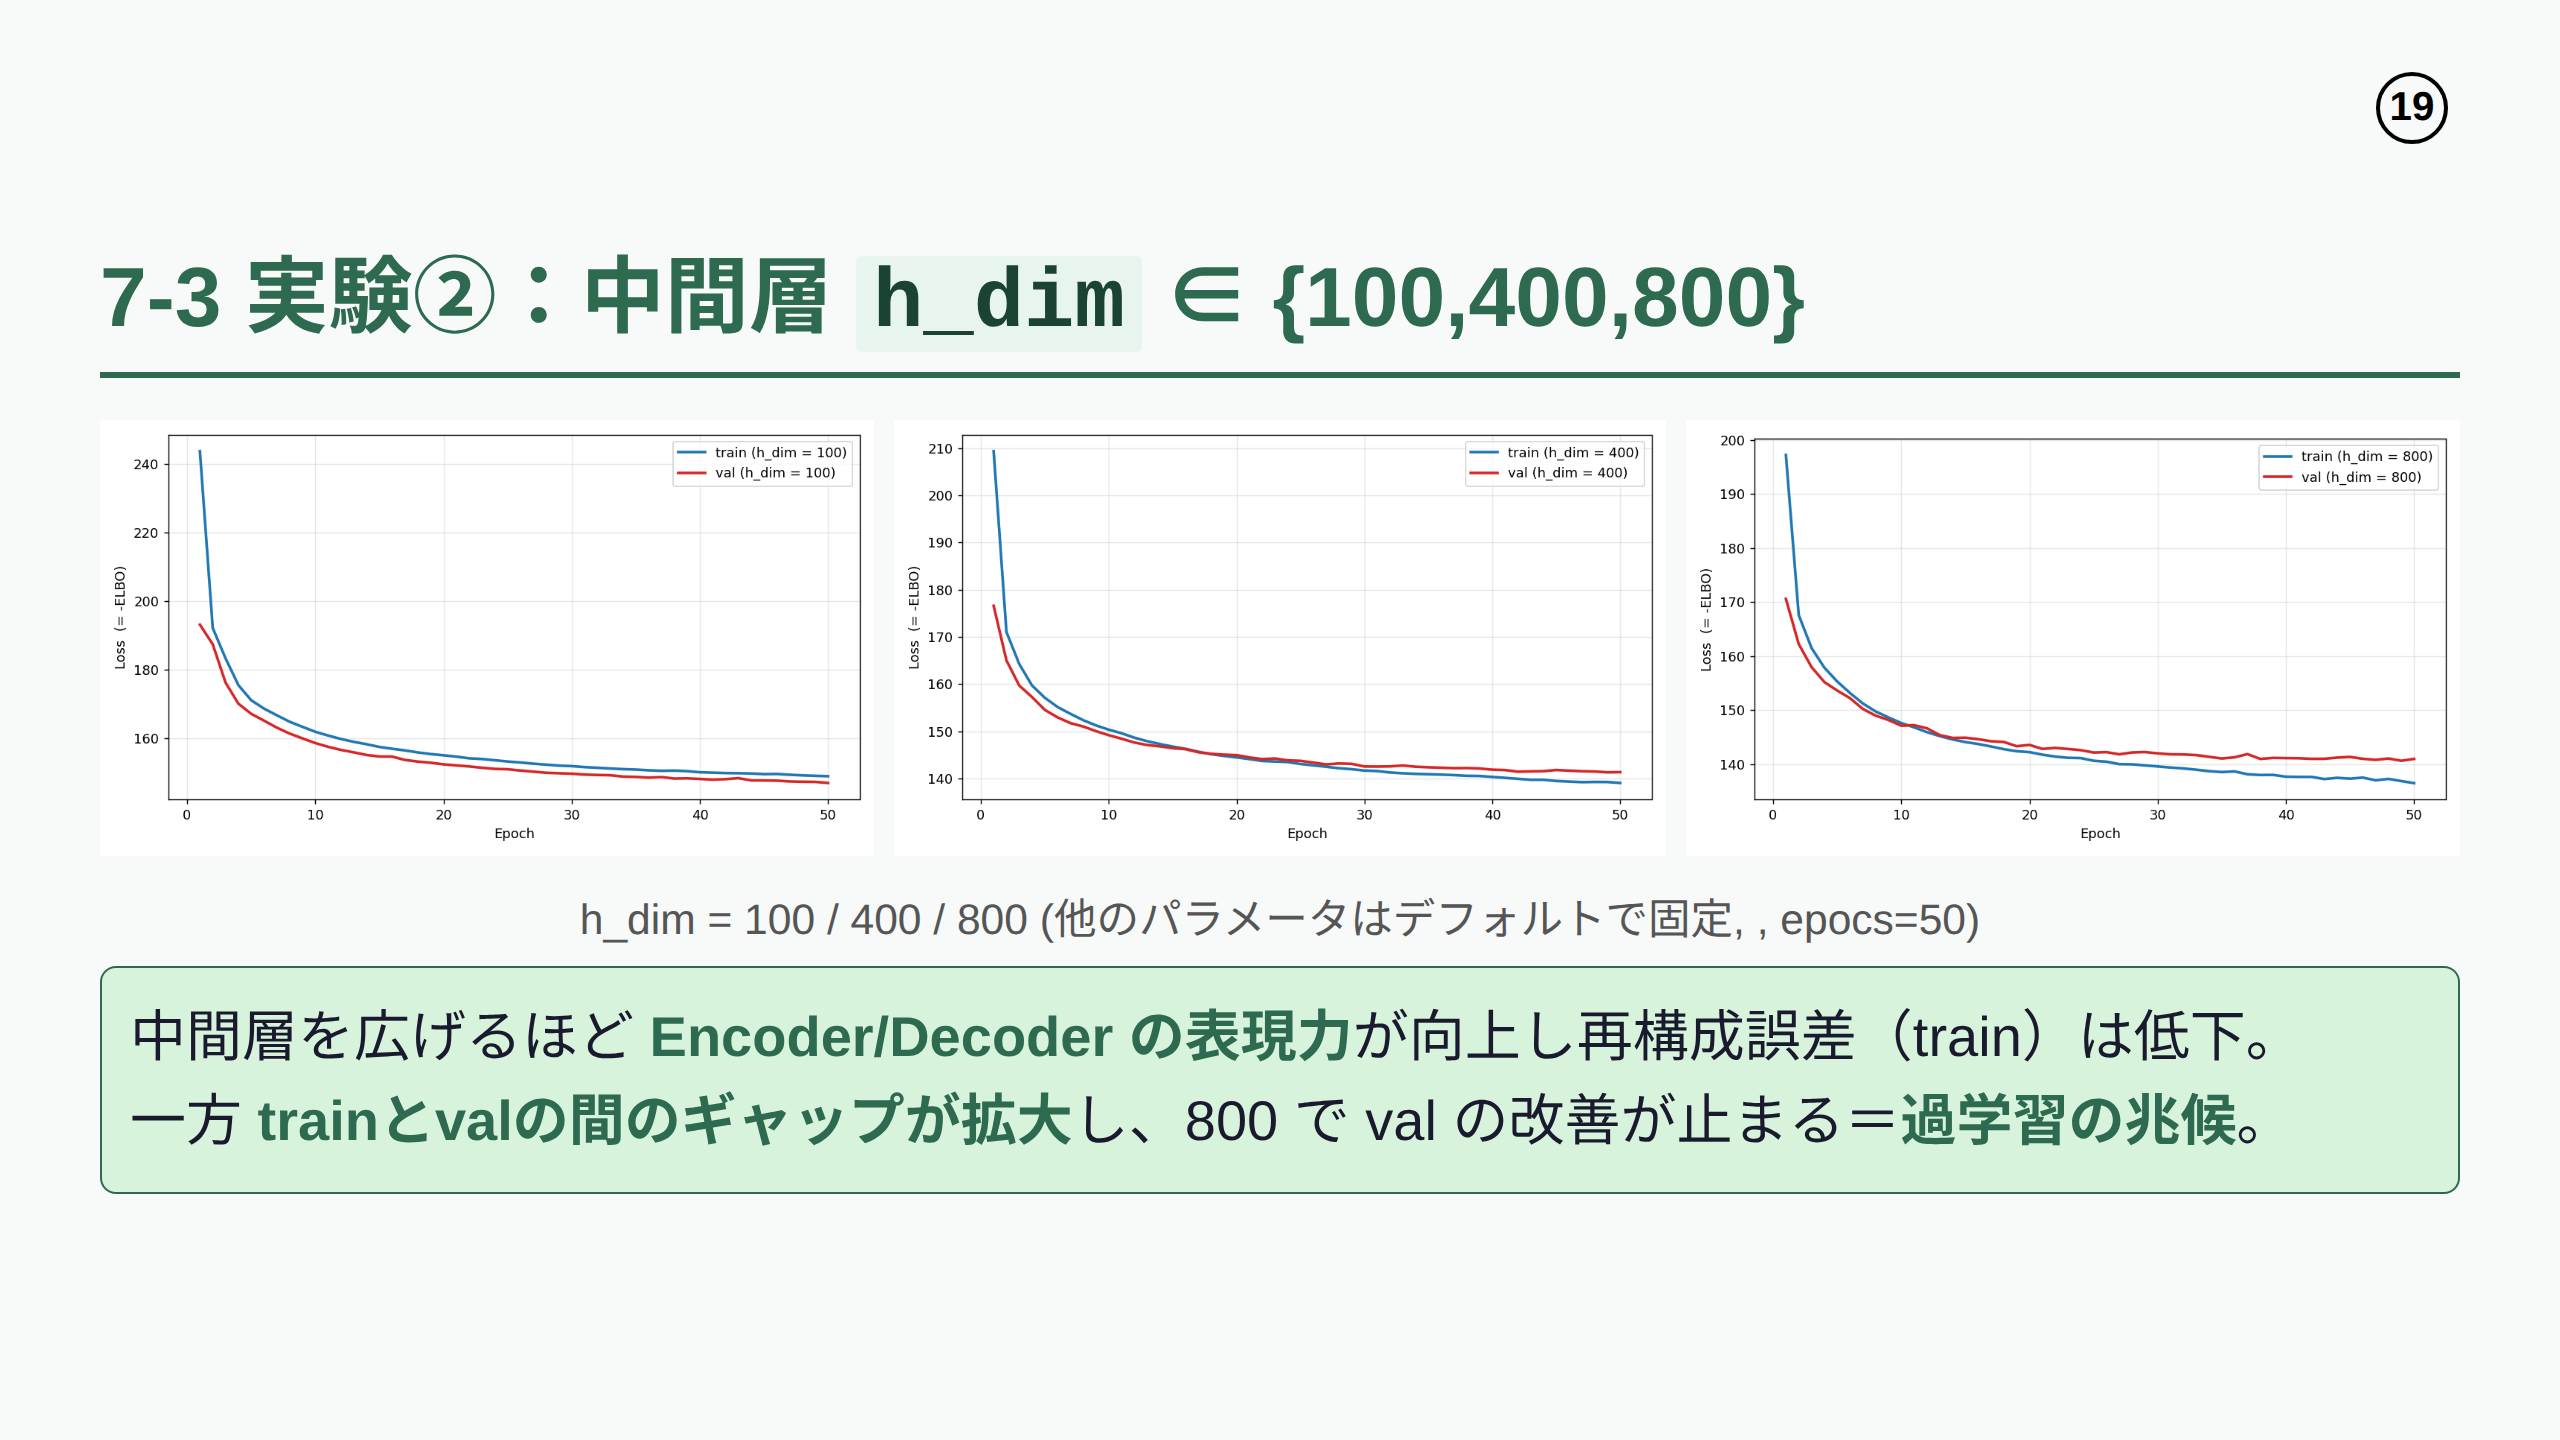 19
7-3 実験②：中間層 h_dim ∈ {100,400,800}
240
220
200
180
160
Loss (= -ELBO)
0 10 20 30 40 50
Epoch
train (h_dim = 100)
val (h_dim = 100)
210
200
190
180
170
160
150
140
Loss (= -ELBO)
0 10 20 30 40 50
Epoch
train (h_dim = 400)
val (h_dim = 400)
200
190
180
170
160
150
140
Loss (= -ELBO)
0 10 20 30 40 50
Epoch
train (h_dim = 800)
val (h_dim = 800)
h_dim = 100 / 400 / 800 (他のパラメータはデフォルトで固定, , epocs=50)
中間層を広げるほど Encoder/Decoder の表現力が向上し再構成誤差（train）は低下。
一方 trainとvalの間のギャップが拡大し、800 で val の改善が止まる＝過学習の兆候。